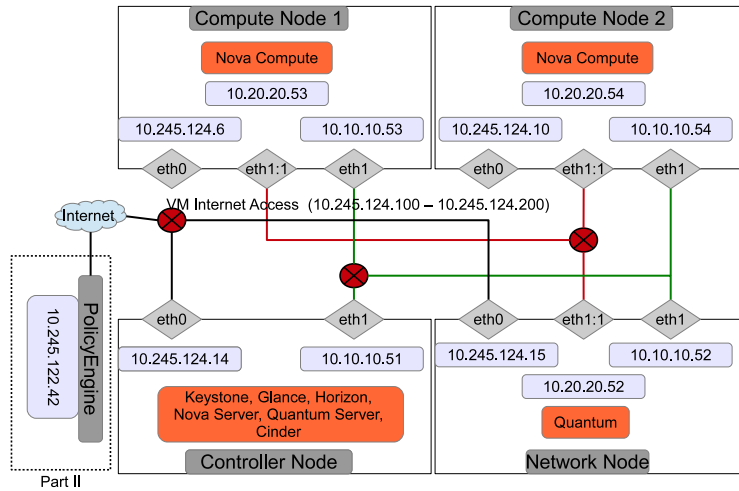 Compute Node 1
Compute Node 2
Nova Compute
Nova Compute
10.20.20.53
10.20.20.54
10.245.124.6
10.10.10.53
10.245.124.10
10.10.10.54
eth0
eth1:1
eth1
eth0
eth1:1
eth1
VM Internet Access (10.245.124.100 – 10.245.124.200)
Internet
PolicyEngine
10.245.122.42
eth0
eth1
eth0
eth1:1
eth1
10.245.124.14
10.10.10.51
10.245.124.15
10.10.10.52
10.20.20.52
Keystone, Glance, Horizon,
Nova Server, Quantum Server,
Cinder
Quantum
Controller Node
Network Node
Part II